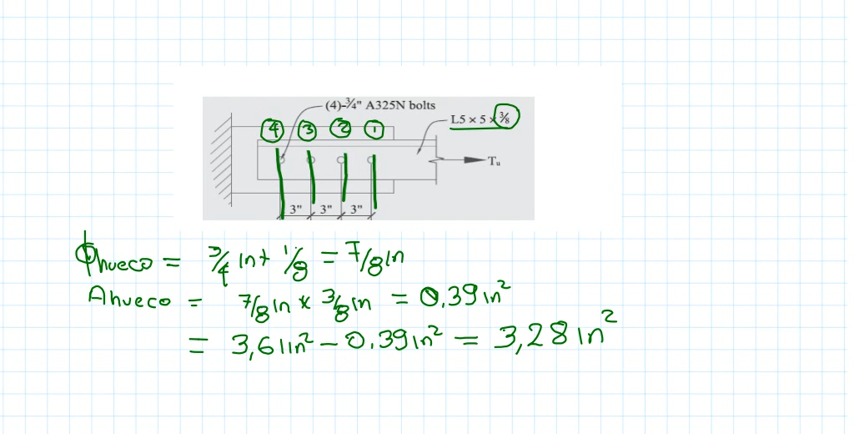 (4)-¾" A325N bolts
L5 × 5 × ⅜
④ ③ ② ①
Tu
3" 3" 3"
ϕhueco = 3/4 in + 1/8 = 7/8 in
Ahueco = 7/8 in * 3/8 in = 0,39 in²
= 3,61 in² − 0,39 in² = 3,28 in²